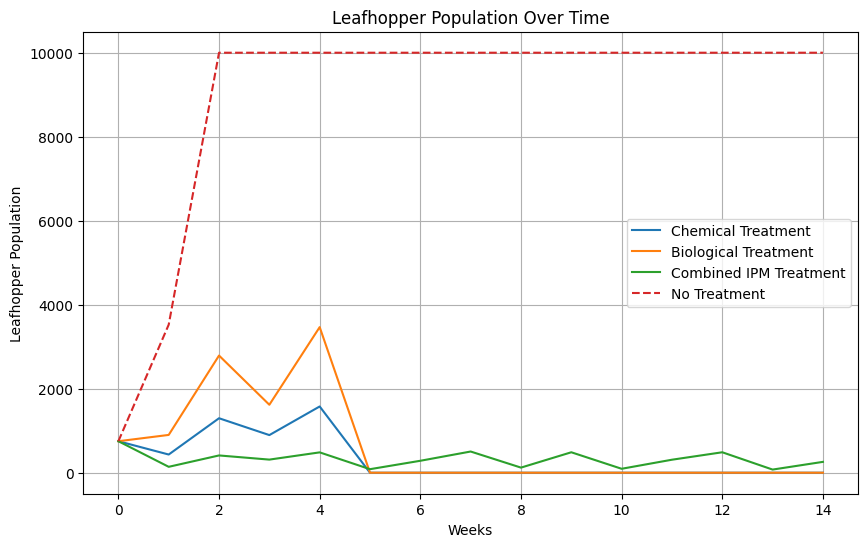 Leafhopper Population Over Time
10000
8000
6000
4000
2000
0
Leafhopper Population
Chemical Treatment
Biological Treatment
Combined IPM Treatment
No Treatment
0 2 4 6 8 10 12 14
Weeks